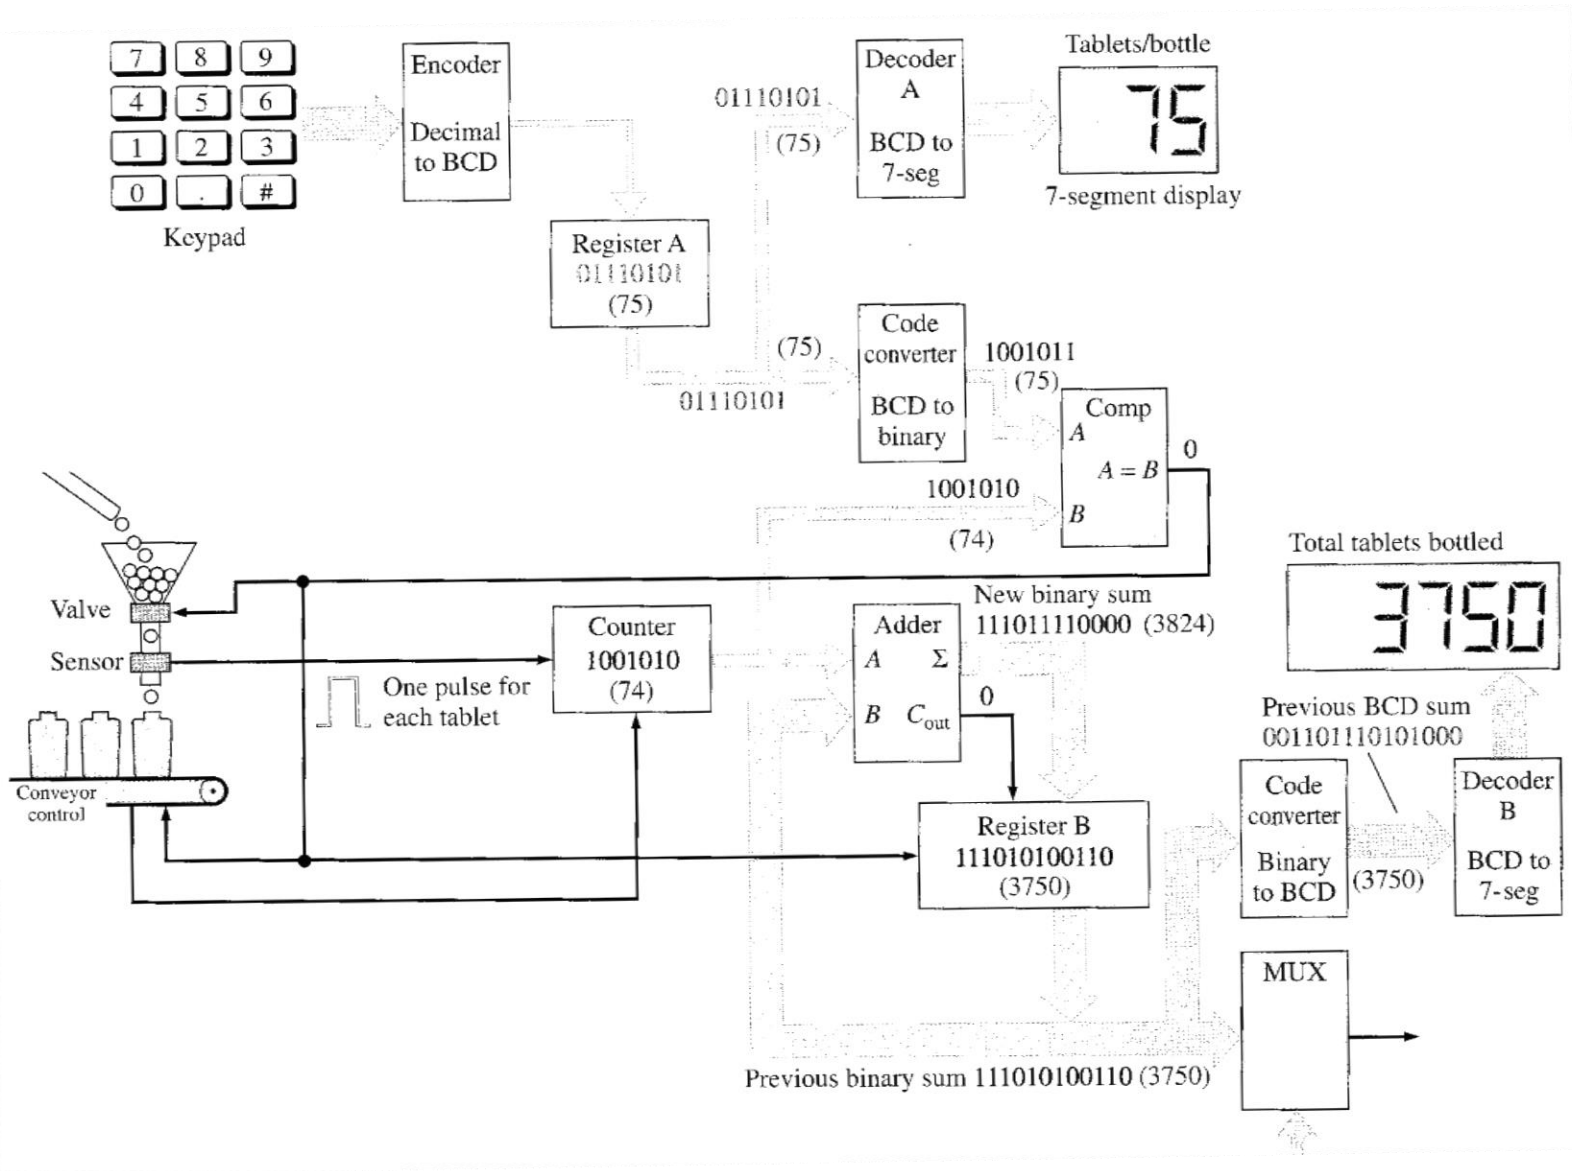 7 8 9
4 5 6
1 2 3
0 . #
Keypad
Encoder
Decimal
to BCD
Register A
01110101
(75)
01110101
(75)
Decoder
A
BCD to
7-seg
Tablets/bottle
75
7-segment display
(75)
01110101
Code
converter
BCD to
binary
1001011
(75)
Comp
A
A = B
B
0
1001010
(74)
Valve
Sensor
One pulse for
each tablet
Conveyor
control
Counter
1001010
(74)
Adder
A Σ
B Cout
0
New binary sum
111011110000 (3824)
Register B
111010100110
(3750)
Previous binary sum 111010100110 (3750)
Total tablets bottled
3750
Previous BCD sum
001101110101000
Code
converter
Binary
to BCD
(3750)
Decoder
B
BCD to
7-seg
MUX